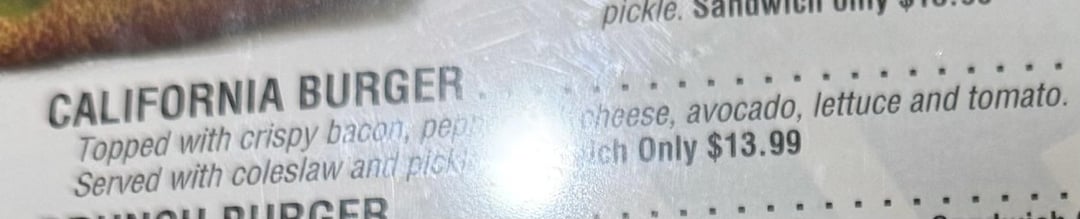 pickle. Sandwich only
CALIFORNIA BURGER
Topped with crispy bacon, cheese, avocado, lettuce and tomato.
Served with coleslaw and Only $13.99
BURGER